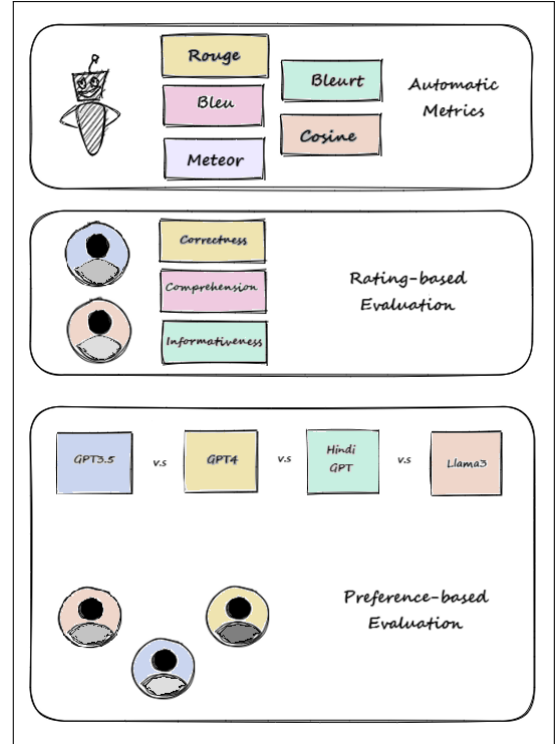 Rouge
Bleurt
Bleu
Cosine
Meteor
Automatic
Metrics
Correctness
Comprehension
Informativeness
Rating-based
Evaluation
GPT3.5 v.s GPT4 v.s Hindi v.s Llama3
GPT
Preference-based
Evaluation